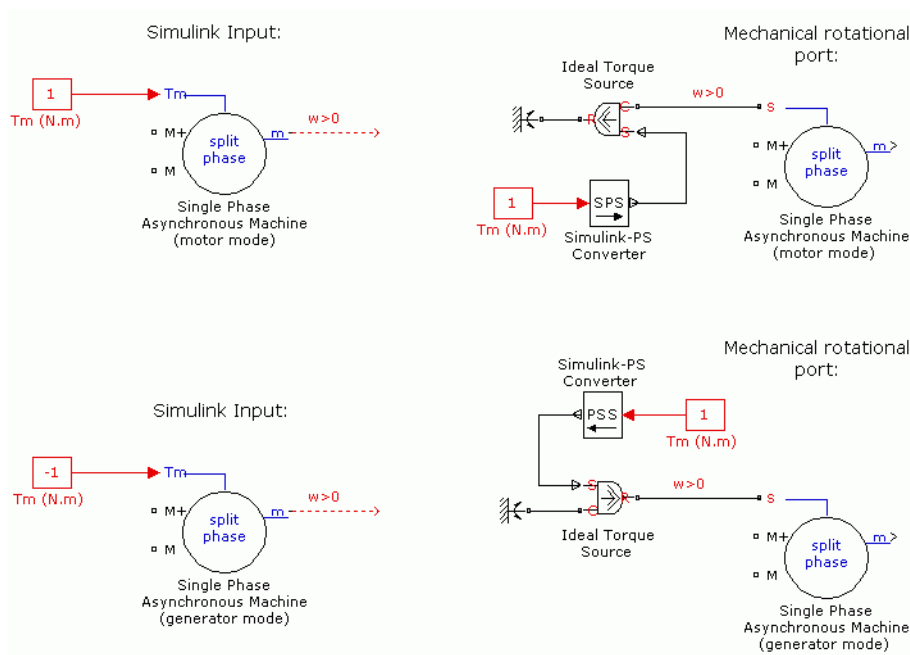 Simulink Input:
1
Tm (N.m)
Tm
M+
M
split
phase
m
w>0
Single Phase
Asynchronous Machine
(motor mode)
Mechanical rotational
port:
Ideal Torque
Source
R
C
S
w>0
1
Tm (N.m)
SPS
Simulink-PS
Converter
S
M+
M
split
phase
m
Single Phase
Asynchronous Machine
(motor mode)
Simulink Input:
-1
Tm (N.m)
Tm
M+
M
split
phase
m
w>0
Single Phase
Asynchronous Machine
(generator mode)
Mechanical rotational
port:
Simulink-PS
Converter
PSS
1
Tm (N.m)
S
C
R
w>0
Ideal Torque
Source
S
M+
M
split
phase
m
Single Phase
Asynchronous Machine
(generator mode)